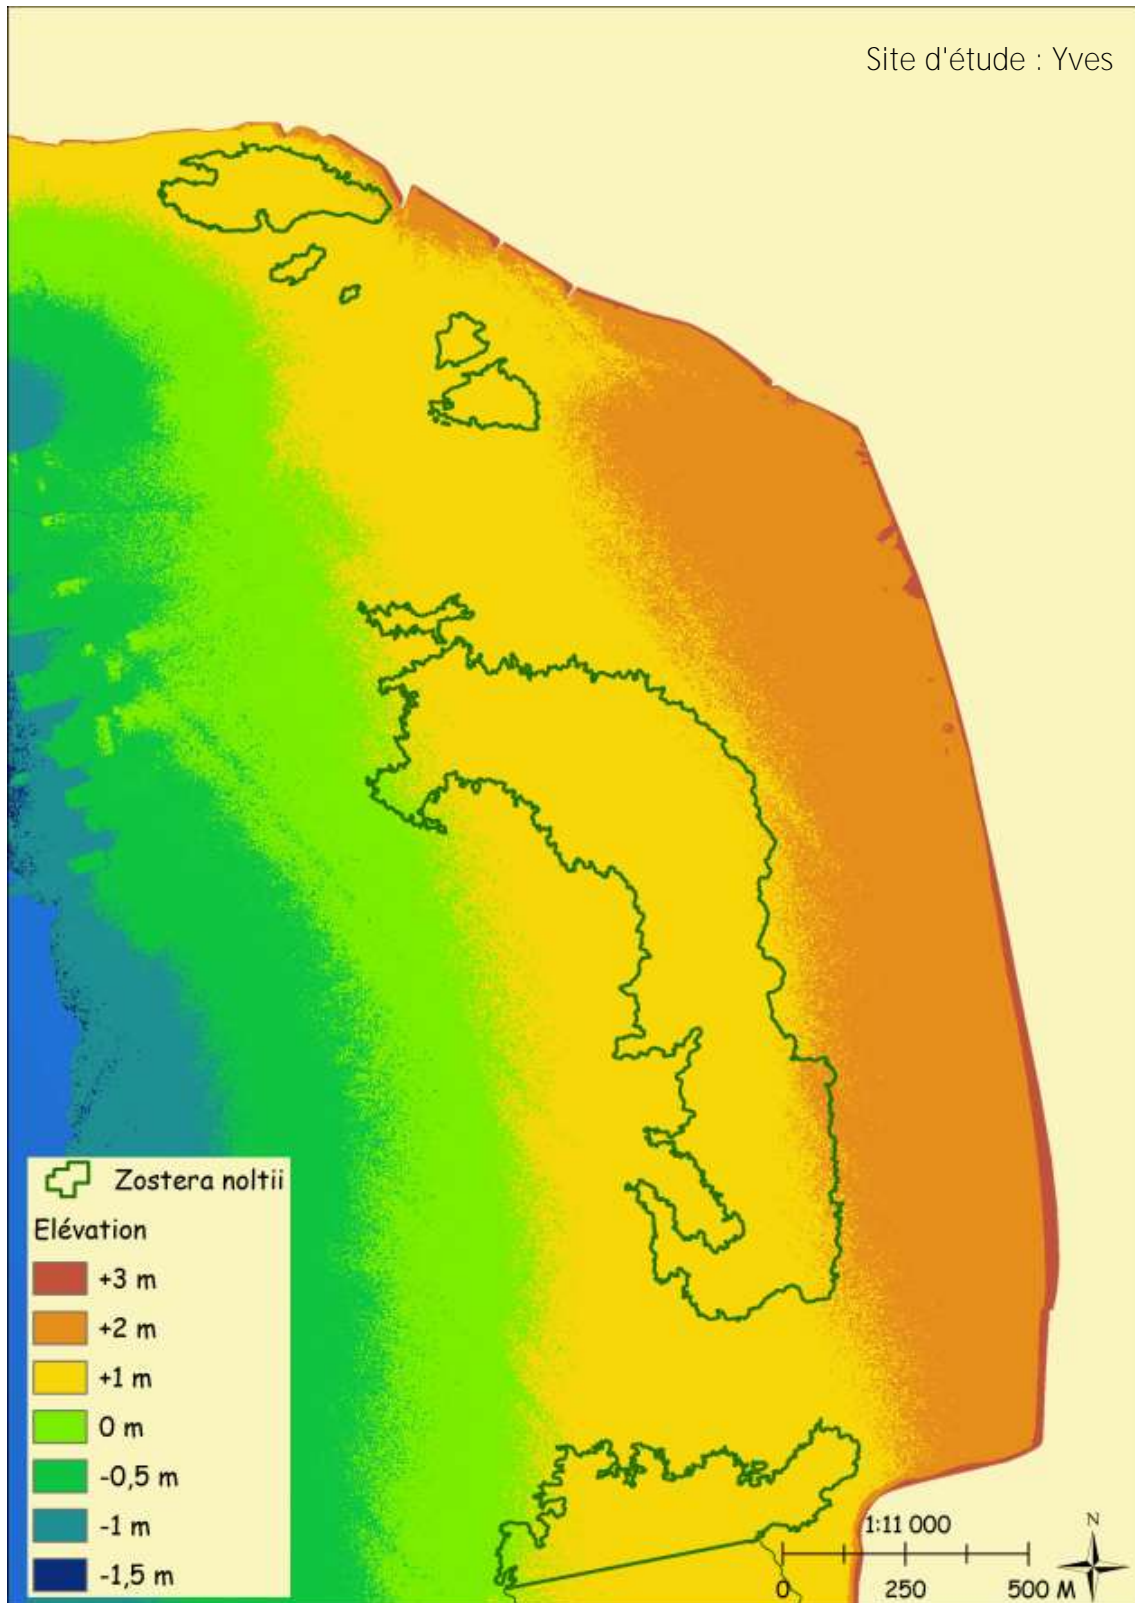 Site d'étude : Yves
Zostera noltii
Elévation
+3 m
+2 m
+1 m
0 m
-0,5 m
-1 m
-1,5 m
1:11 000
N
0 250 500 M